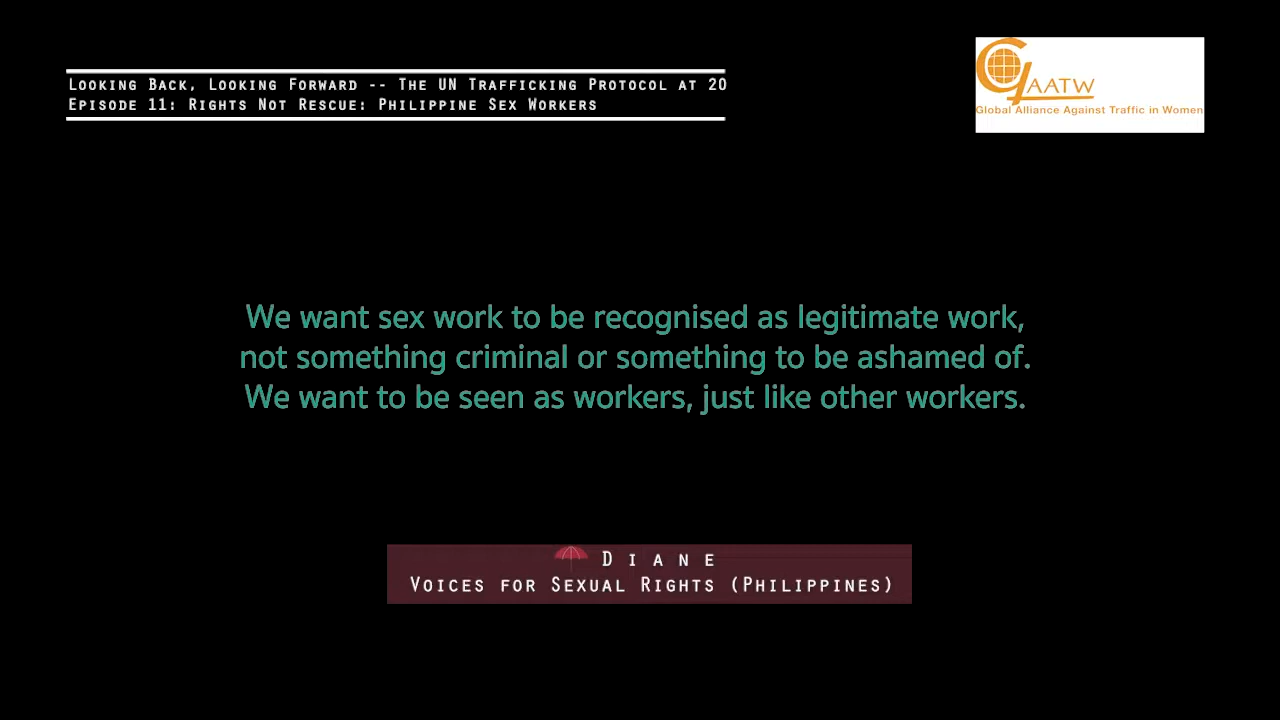 Looking Back, Looking Forward -- The UN Trafficking Protocol at 20
Episode 11: Rights Not Rescue: Philippine Sex Workers
GAATW
Global Alliance Against Traffic in Women
We want sex work to be recognised as legitimate work,
not something criminal or something to be ashamed of.
We want to be seen as workers, just like other workers.
Diane
Voices for Sexual Rights (Philippines)